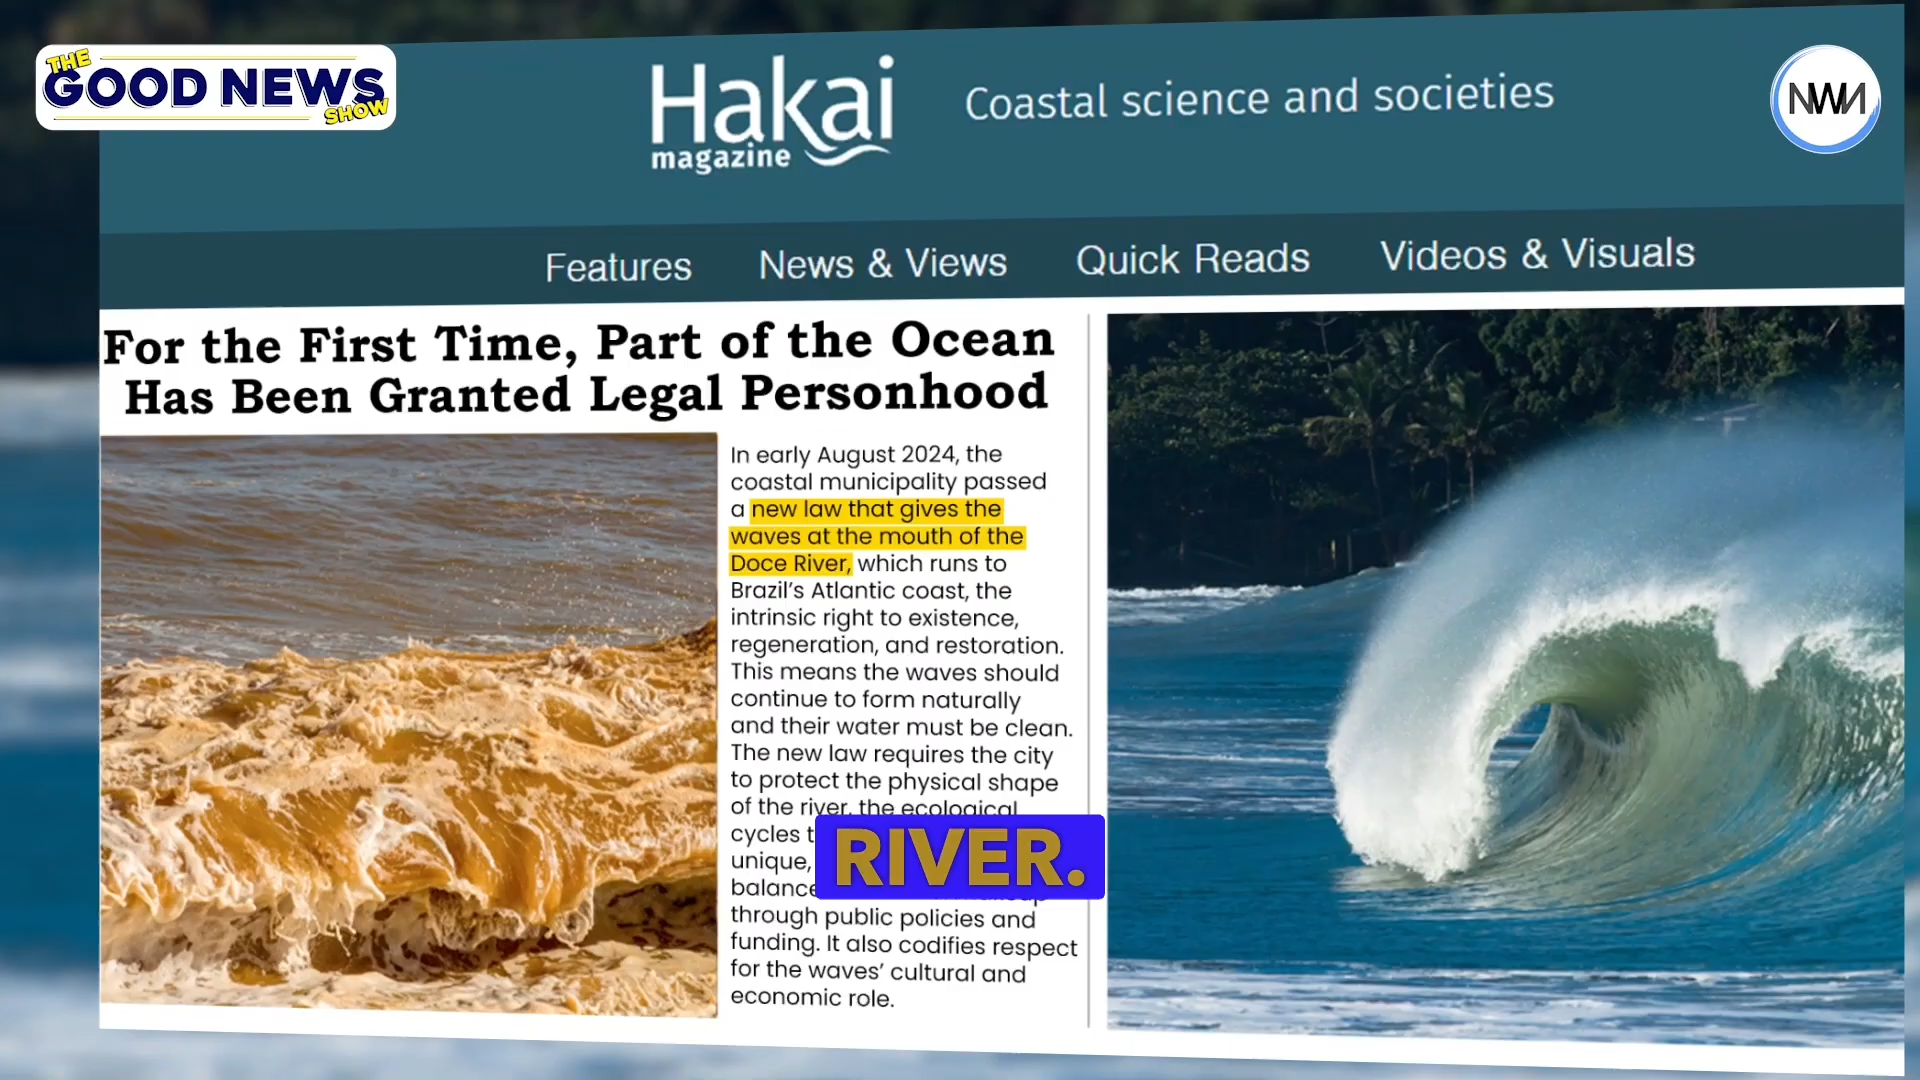 THE
GOOD NEWS
SHOW
Hakai
magazine
Coastal science and societies
NWN
Features
News & Views
Quick Reads
Videos & Visuals
For the First Time, Part of the Ocean
Has Been Granted Legal Personhood
In early August 2024, the
coastal municipality passed
a new law that gives the
waves at the mouth of the
Doce River, which runs to
Brazil's Atlantic coast, the
intrinsic right to existence,
regeneration, and restoration.
This means the waves should
continue to form naturally
and their water must be clean.
The new law requires the city
to protect the physical shape
of the river, the ecological
cycles
unique,
balance
through public policies and
funding. It also codifies respect
for the waves' cultural and
economic role.
RIVER.